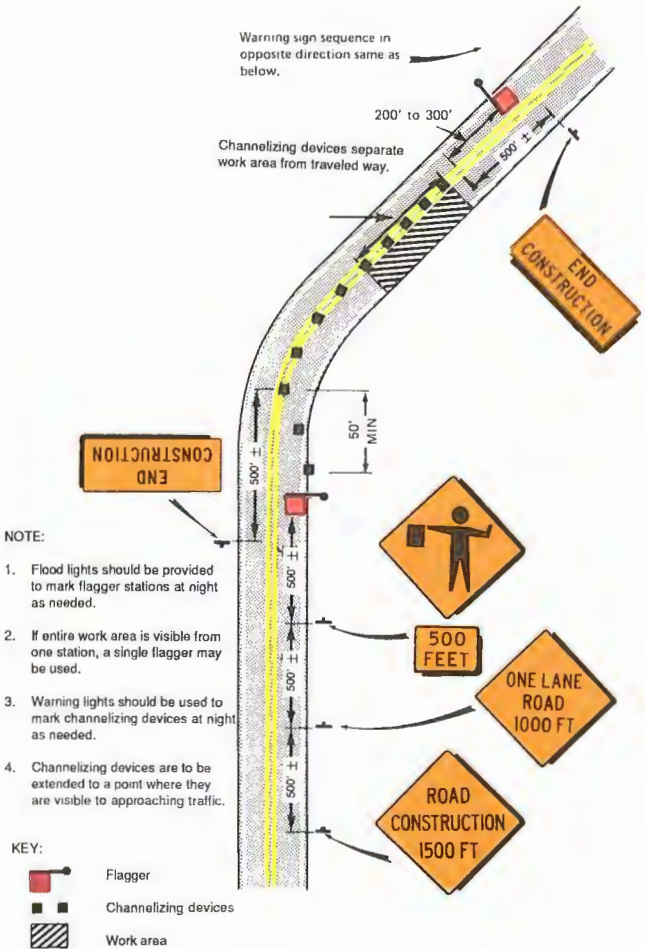 Warning sign sequence in
opposite direction same as
below.
200' to 300'
Channelizing devices separate
work area from traveled way.
500' ±
END
CONSTRUCTION
50'
MIN
500' ±
END
CONSTRUCTION
500' ±
500
FEET
500' ±
ONE LANE
ROAD
1000 FT
500' ±
ROAD
CONSTRUCTION
1500 FT
NOTE:
1. Flood lights should be provided
to mark flagger stations at night
as needed.
2. If entire work area is visible from
one station, a single flagger may
be used.
3. Warning lights should be used to
mark channelizing devices at night
as needed.
4. Channelizing devices are to be
extended to a point where they
are visible to approaching traffic.
KEY:
Flagger
Channelizing devices
Work area